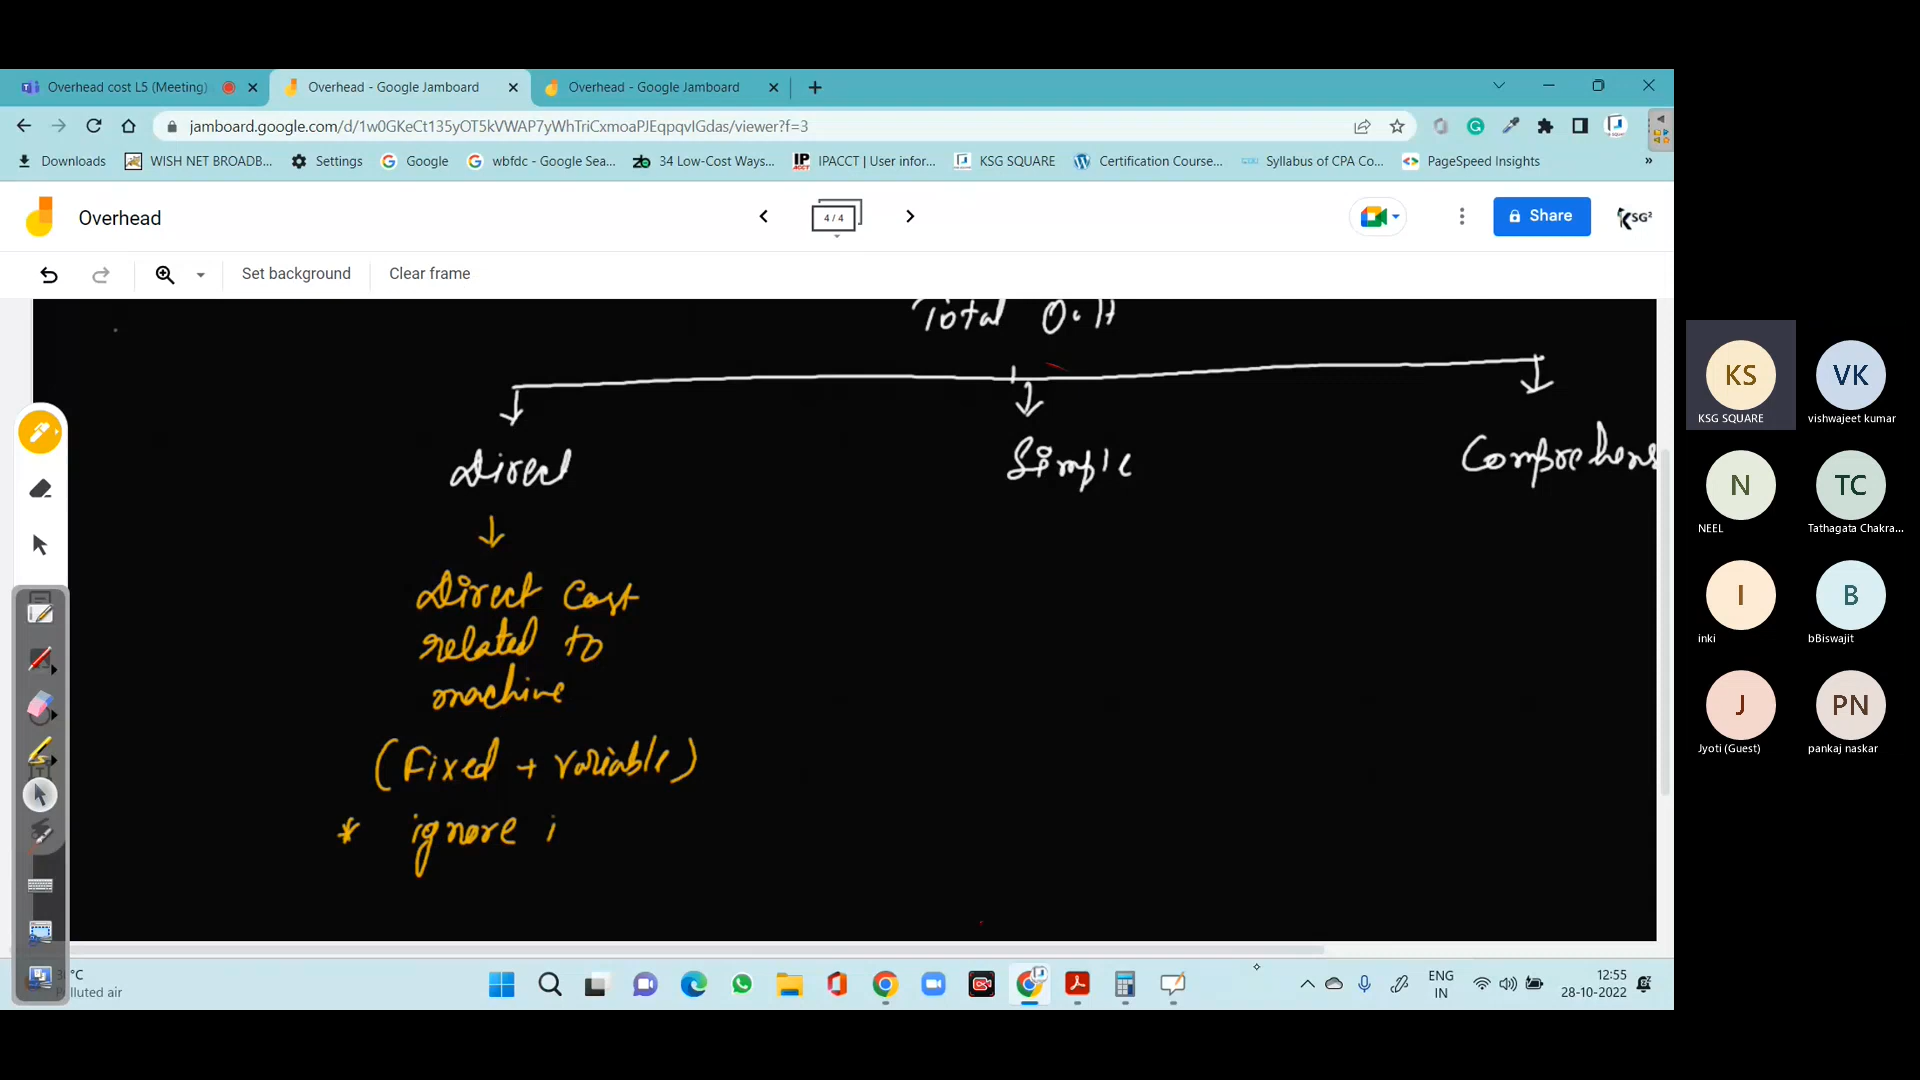 Overhead cost L5 (Meeting)
Overhead - Google Jamboard
Overhead - Google Jamboard
jamboard.google.com/d/1w0GKeCt135yOT5kVWAP7yWhTriCxmoaPJEqpqvIGdas/viewer?f=3
Downloads
WISH NET BROADB...
Settings
Google
wbfdc - Google Sea...
34 Low-Cost Ways...
IPACCT | User infor...
KSG SQUARE
Certification Course...
Syllabus of CPA Co...
PageSpeed Insights
»
Overhead
4 / 4
Share
KSG²
Set background
Clear frame
Total O.H
Direct
Simple
Comprehens
Direct Cost
related to
machine
(Fixed + variable)
* ignore i
KS
KSG SQUARE
VK
vishwajeet kumar
N
NEEL
TC
Tathagata Chakra...
I
inki
B
bBiswajit
J
Jyoti (Guest)
PN
pankaj naskar
°C
Polluted air
ENG
IN
12:55
28-10-2022